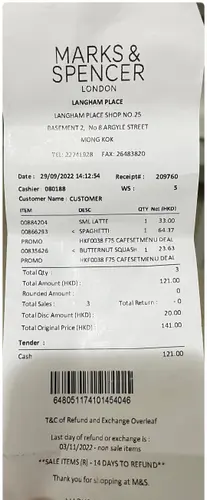 MARKS &
SPENCER
LONDON
LANGHAM PLACE
LANGHAM PLACE SHOP NO.25
BASEMENT 2, No 8 ARGYLE STREET
MONG KOK
TEL: 22741928 FAX: 26483820
Date : 29/09/2022 14:12:54 Receipt# : 209760
Cashier : 080188 WS : 5
Customer Name : CUSTOMER
ITEM DESC QTY Net (HKD)
00884204 SML LATTE 1 33.00
00866293 < SPAGHETTI 1 64.37
PROMO HKF0038 F75 CAFESETMENU DEAL
00835626 < BUTTERNUT SQUASH 1 23.63
PROMO HKF0038 F75 CAFESETMENU DEAL
Total Qty : 3
Total Amount (HKD) : 121.00
Rounded Amount : 0
Total Sales : 3 Total Return : 0
Total Disc Amount (HKD) : 20.00
Total Original Price (HKD) : 141.00
Tender :
Cash 121.00
648051174101454046
T&C of Refund and Exchange Overleaf
Last day of refund or exchange is :
03/11/2022 - non sale items
**SALE ITEMS (R) - 14 DAYS TO REFUND**
Thank you for shopping at M&S.